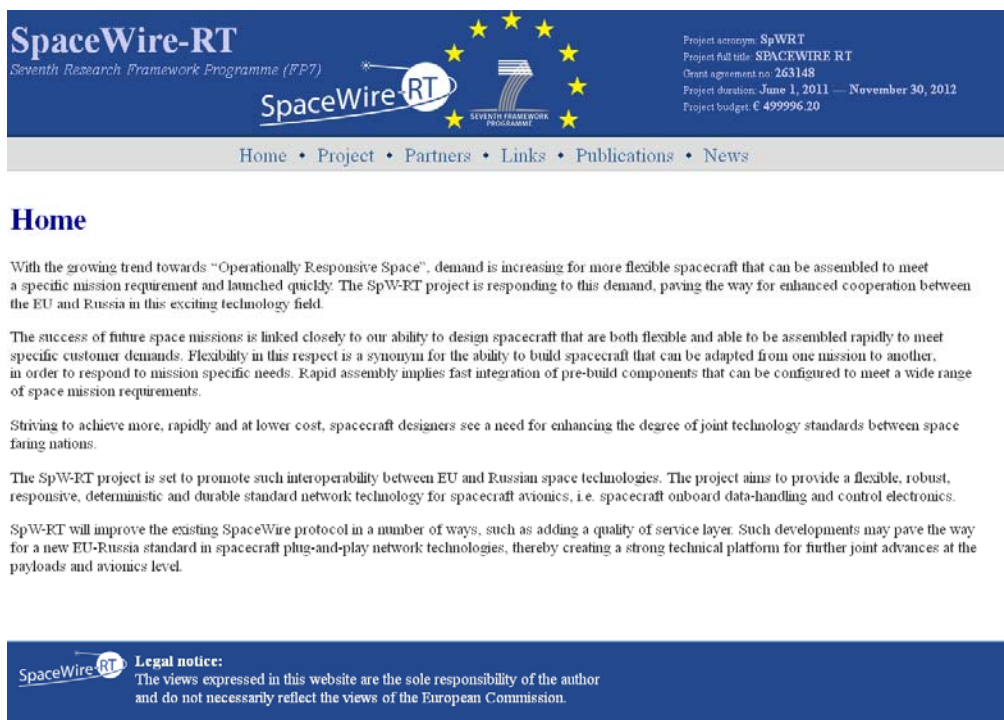 SpaceWire-RT
Seventh Research Framework Programme (FP7)
SpaceWire-RT
SEVENTH FRAMEWORK
PROGRAMME
Project acronym: SpWRT
Project full title: SPACEWIRE RT
Grant agreement no: 263148
Project duration: June 1, 2011 — November 30, 2012
Project budget: € 499996.20
Home • Project • Partners • Links • Publications • News
Home
With the growing trend towards “Operationally Responsive Space”, demand is increasing for more flexible spacecraft that can be assembled to meet
a specific mission requirement and launched quickly. The SpW-RT project is responding to this demand, paving the way for enhanced cooperation between
the EU and Russia in this exciting technology field.
The success of future space missions is linked closely to our ability to design spacecraft that are both flexible and able to be assembled rapidly to meet
specific customer demands. Flexibility in this respect is a synonym for the ability to build spacecraft that can be adapted from one mission to another,
in order to respond to mission specific needs. Rapid assembly implies fast integration of pre-build components that can be configured to meet a wide range
of space mission requirements.
Striving to achieve more, rapidly and at lower cost, spacecraft designers see a need for enhancing the degree of joint technology standards between space
faring nations.
The SpW-RT project is set to promote such interoperability between EU and Russian space technologies. The project aims to provide a flexible, robust,
responsive, deterministic and durable standard network technology for spacecraft avionics, i.e. spacecraft onboard data-handling and control electronics.
SpW-RT will improve the existing SpaceWire protocol in a number of ways, such as adding a quality of service layer. Such developments may pave the way
for a new EU-Russia standard in spacecraft plug-and-play network technologies, thereby creating a strong technical platform for further joint advances at the
payloads and avionics level.
SpaceWire-RT
Legal notice:
The views expressed in this website are the sole responsibility of the author
and do not necessarily reflect the views of the European Commission.